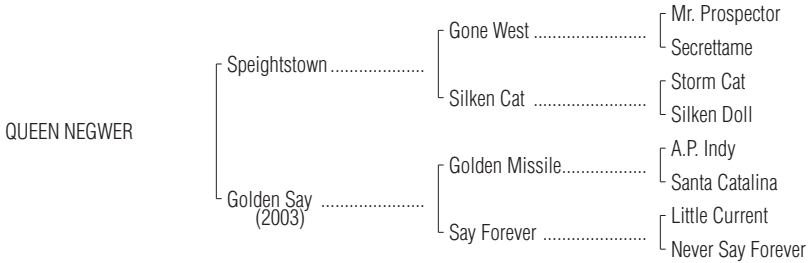 Mr. Prospector
Gone West ........................
Secrettame
Speightstown ....................
Storm Cat
Silken Cat ........................
Silken Doll
QUEEN NEGWER
A.P. Indy
Golden Missile ..................
Santa Catalina
Golden Say ......................
(2003)
Little Current
Say Forever ......................
Never Say Forever